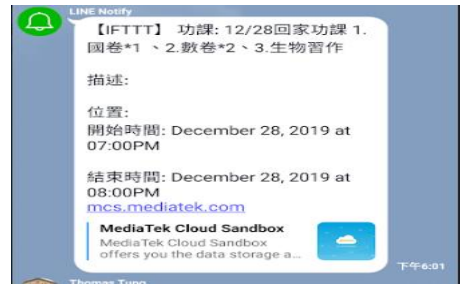 LINE Notify
【IFTTT】 功課: 12/28回家功課 1.
國卷*1 、2.數卷*2、3.生物習作
描述:
位置:
開始時間: December 28, 2019 at
07:00PM
結束時間: December 28, 2019 at
08:00PM
mcs.mediatek.com
MediaTek Cloud Sandbox
MediaTek Cloud Sandbox
offers you the data storage a...
下午6:01
Thomas Tung